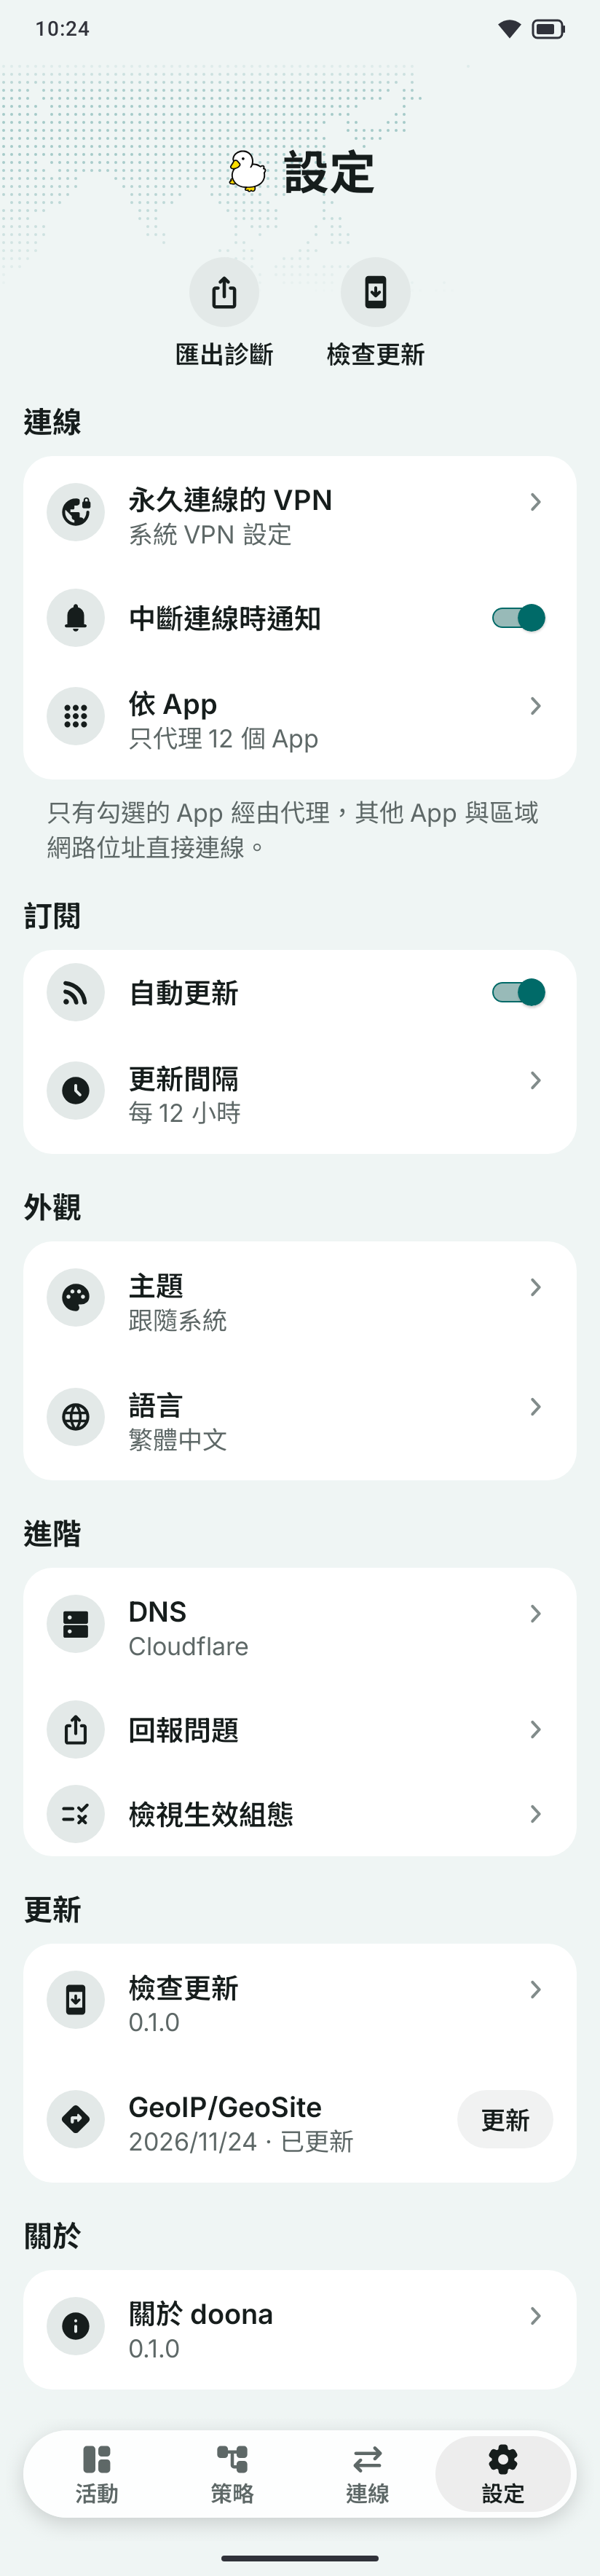 10:24
設定
匯出診斷
檢查更新
連線
永久連線的 VPN
系統 VPN 設定
中斷連線時通知
依 App
只代理 12 個 App
只有勾選的 App 經由代理，其他 App 與區域
網路位址直接連線。
訂閱
自動更新
更新間隔
每 12 小時
外觀
主題
跟隨系統
語言
繁體中文
進階
DNS
Cloudflare
回報問題
檢視生效組態
更新
檢查更新
0.1.0
GeoIP/GeoSite
2026/11/24 · 已更新
更新
關於
關於 doona
0.1.0
活動
策略
連線
設定